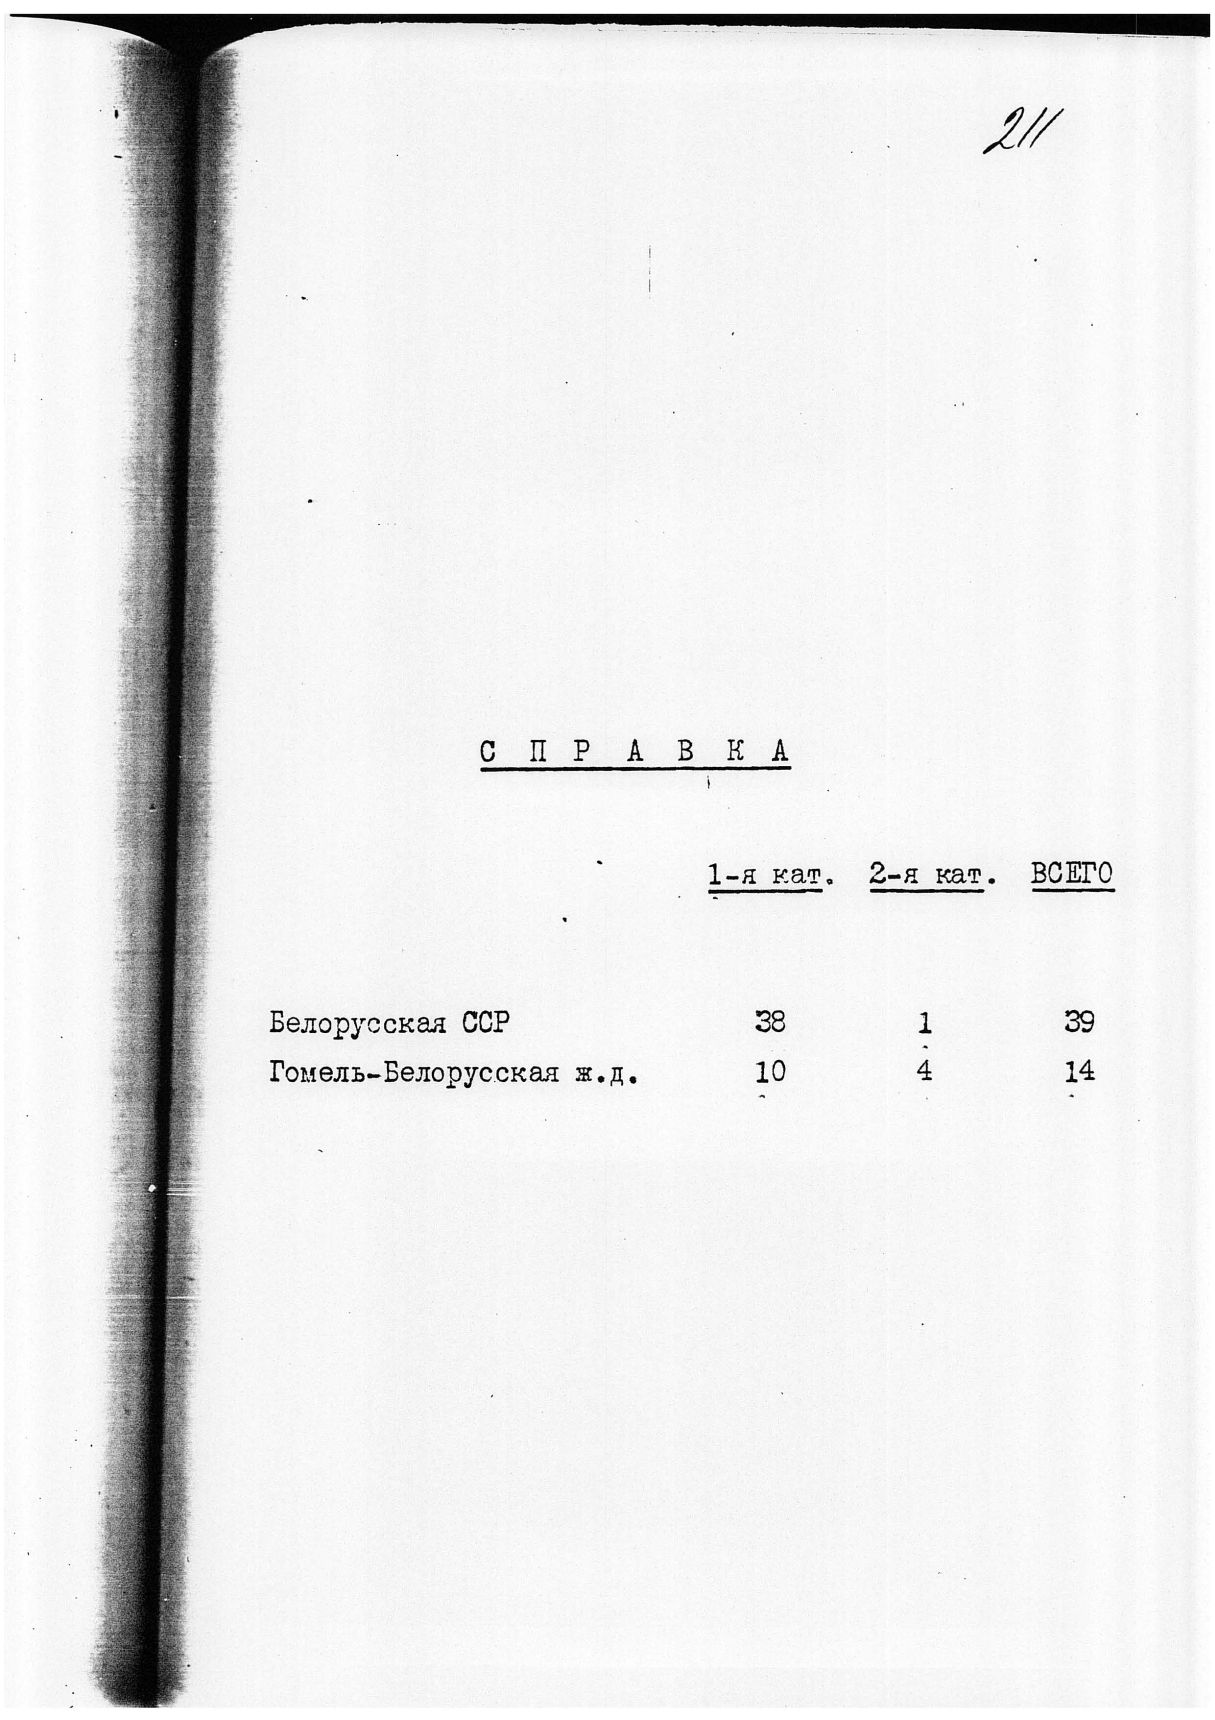 211
С П Р А В К А
1-я кат. 2-я кат. ВСЕГО
Белорусская ССР 38 1 39
Гомель-Белорусская ж.д. 10 4 14